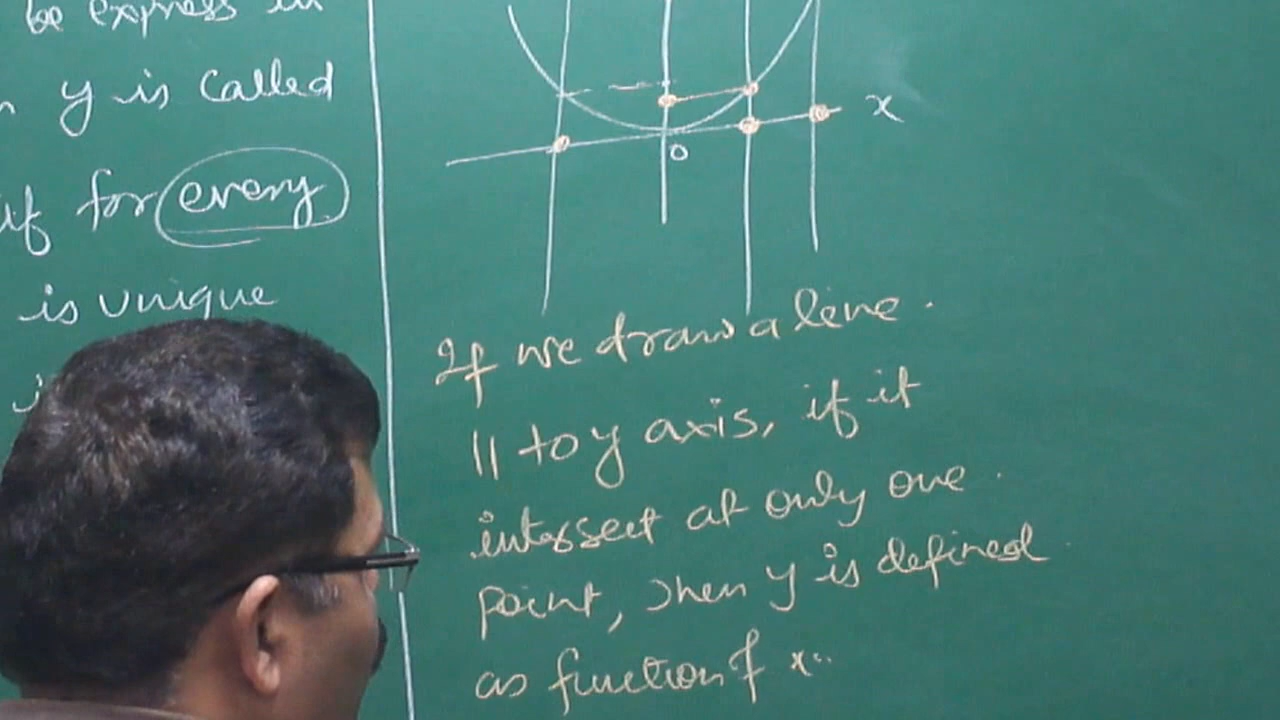 be express in
y is called
if for every
is unique
x
o
If we draw a line.
|| to y axis, if it
intersect at only one.
point, then y is defined
as function of x..